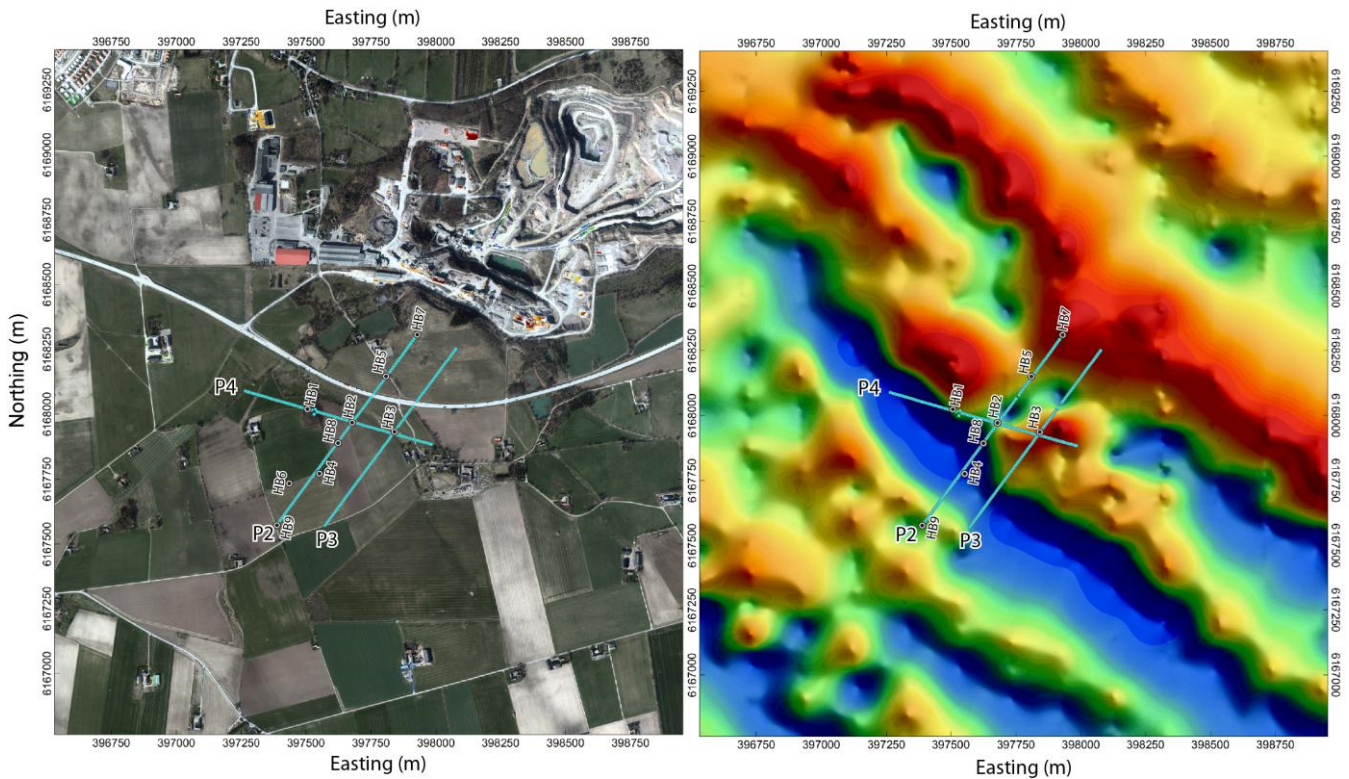 Easting (m)
396750 397000 397250 397500 397750 398000 398250 398500 398750
Northing (m)
6169250
6169000
6168750
6168500
6168250
6168000
6167750
6167500
6167250
6167000
P4
HB1
HB2
HB8
HB5
HB7
HB3
HB4
HB6
HB9
P2
P3
396750 397000 397250 397500 397750 398000 398250 398500 398750
Easting (m)
Easting (m)
396750 397000 397250 397500 397750 398000 398250 398500 398750
P4
HB1
HB2
HB8
HB5
HB7
HB3
HB4
HB9
P2
P3
6169250
6169000
6168750
6168500
6168250
6168000
6167750
6167500
6167250
6167000
396750 397000 397250 397500 397750 398000 398250 398500 398750
Easting (m)